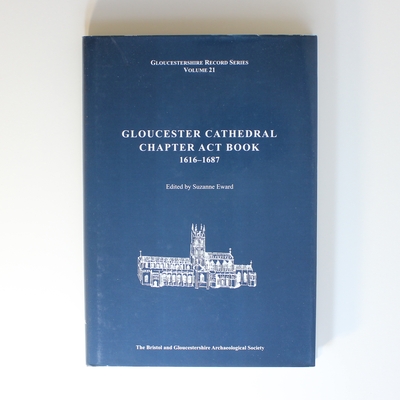 Gloucestershire Record Series
Volume 21
GLOUCESTER CATHEDRAL
CHAPTER ACT BOOK
1616–1687
Edited by Suzanne Eward
The Bristol and Gloucestershire Archaeological Society